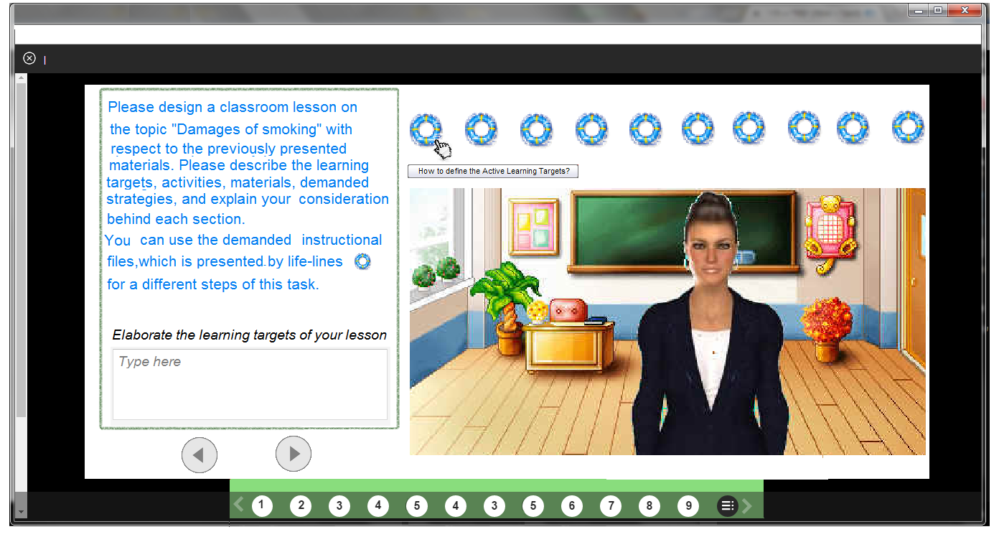 Please design a classroom lesson on
the topic "Damages of smoking" with
respect to the previously presented
materials. Please describe the learning
targets, activities, materials, demanded
strategies, and explain your consideration
behind each section.
You can use the demanded instructional
files,which is presented by life-lines
for a different steps of this task.
Elaborate the learning targets of your lesson
Type here
How to define the Active Learning Targets?
1 2 3 4 5 4 3 5 6 7 8 9